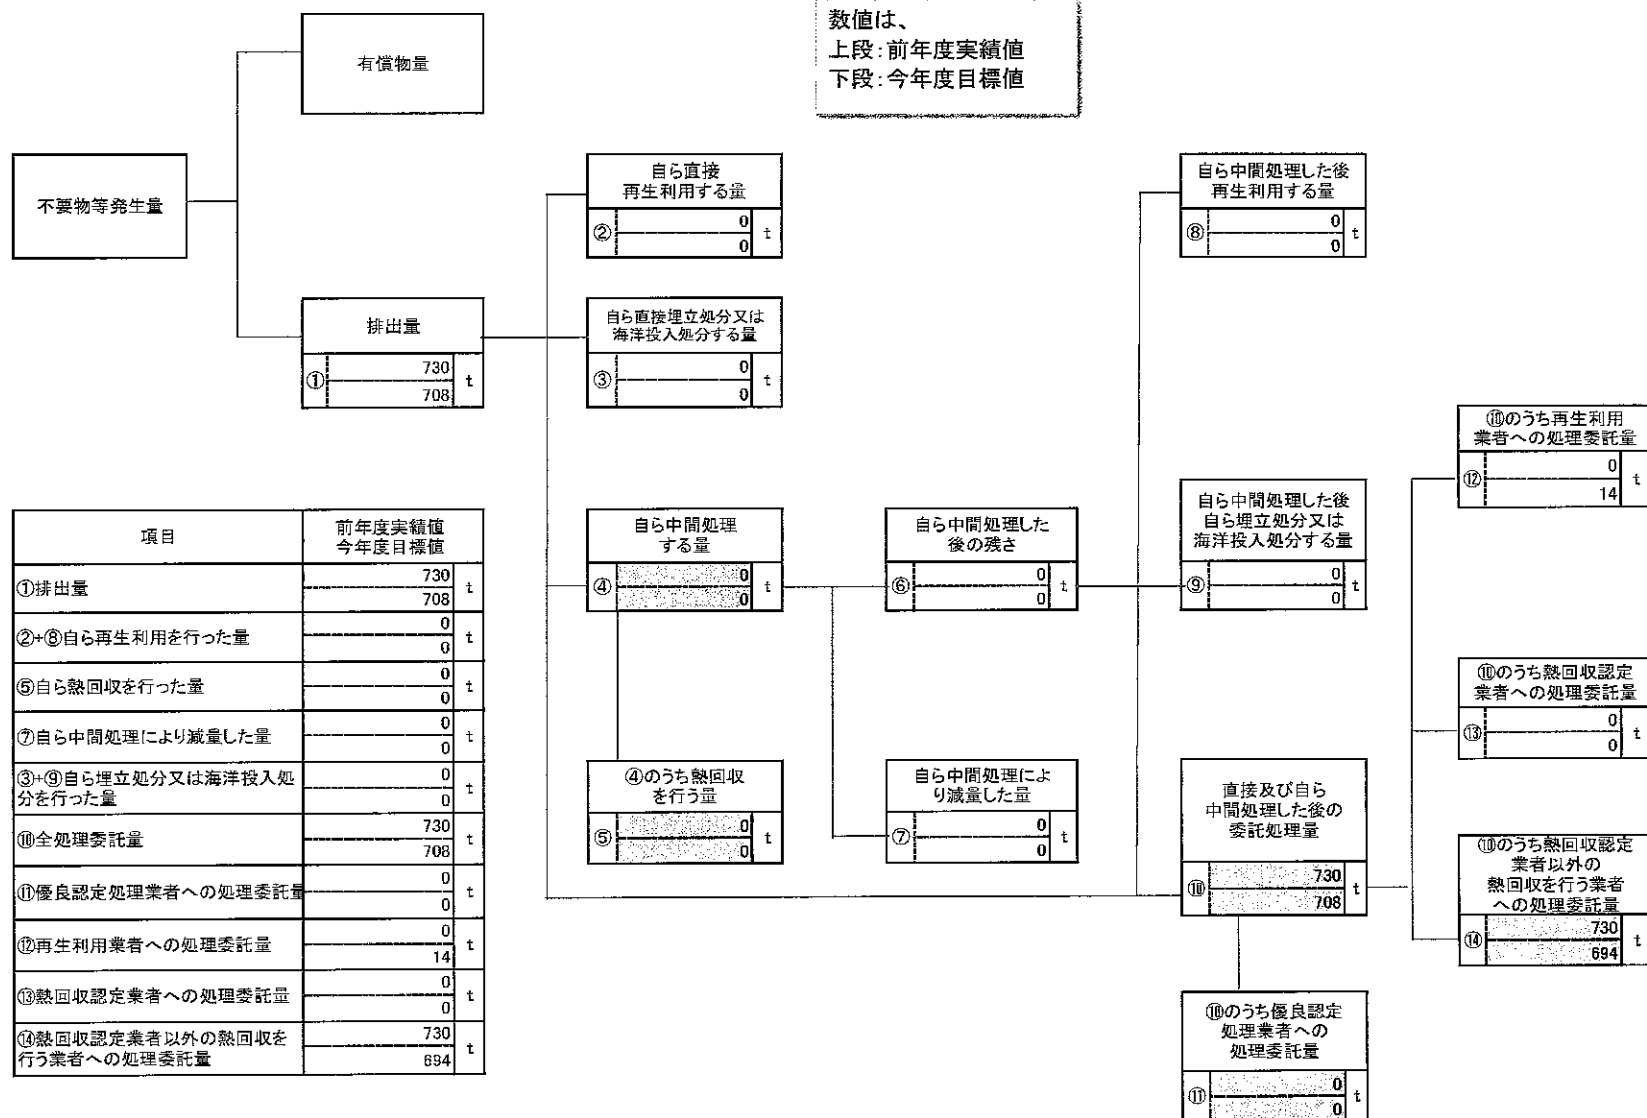 数値は、
上段：前年度実績値
下段：今年度目標値
有償物量
不要物等発生量
排出量
①
730
708
t
自ら直接
再生利用する量
②
0
0
t
自ら直接埋立処分又は
海洋投入処分する量
③
0
0
t
自ら中間処理
する量
④
0
0
t
④のうち熱回収
を行う量
⑤
0
0
t
自ら中間処理した
後の残さ
⑥
0
0
t
自ら中間処理によ
り減量した量
⑦
0
0
t
自ら中間処理した後
再生利用する量
⑧
0
0
t
自ら中間処理した後
自ら埋立処分又は
海洋投入処分する量
⑨
0
0
t
直接及び自ら
中間処理した後の
委託処理量
⑩
730
708
t
⑩のうち優良認定
処理業者への
処理委託量
⑪
0
0
t
⑩のうち再生利用
業者への処理委託量
⑫
0
14
t
⑩のうち熱回収認定
業者への処理委託量
⑬
0
0
t
⑩のうち熱回収認定
業者以外の
熱回収を行う業者
への処理委託量
⑭
730
694
t
項目
前年度実績値
今年度目標値
①排出量
730
708
t
②+⑧自ら再生利用を行った量
0
0
t
⑤自ら熱回収を行った量
0
0
t
⑦自ら中間処理により減量した量
0
0
t
③+⑨自ら埋立処分又は海洋投入処
分を行った量
0
0
t
⑩全処理委託量
730
708
t
⑪優良認定処理業者への処理委託量
0
0
t
⑫再生利用業者への処理委託量
0
14
t
⑬熱回収認定業者への処理委託量
0
0
t
⑭熱回収認定業者以外の熱回収を
行う業者への処理委託量
730
694
t